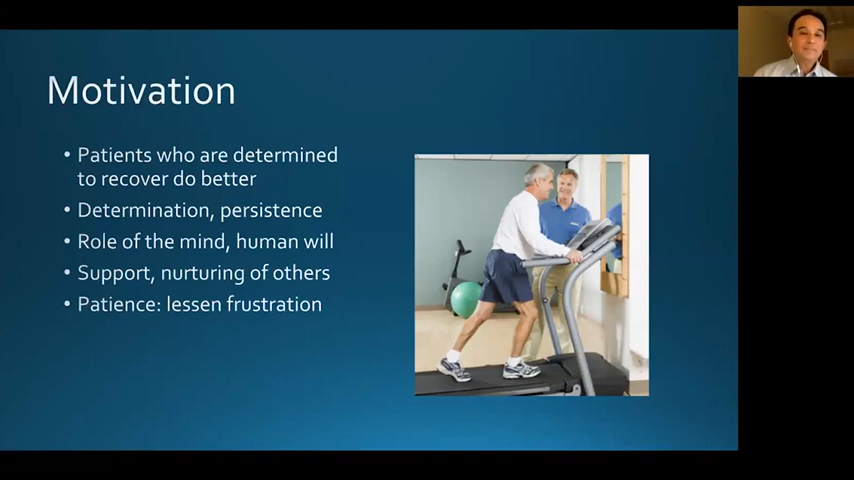 Motivation
• Patients who are determined
to recover do better
• Determination, persistence
• Role of the mind, human will
• Support, nurturing of others
• Patience: lessen frustration